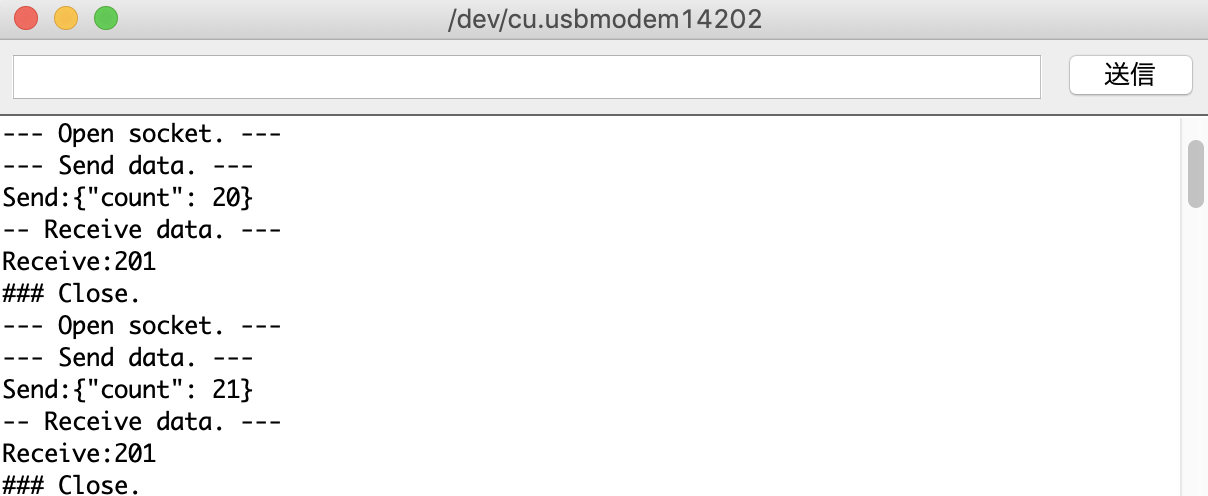 /dev/cu.usbmodem14202
送信
--- Open socket. ---
--- Send data. ---
Send:{"count": 20}
-- Receive data. ---
Receive:201
### Close.
--- Open socket. ---
--- Send data. ---
Send:{"count": 21}
-- Receive data. ---
Receive:201
### Close.